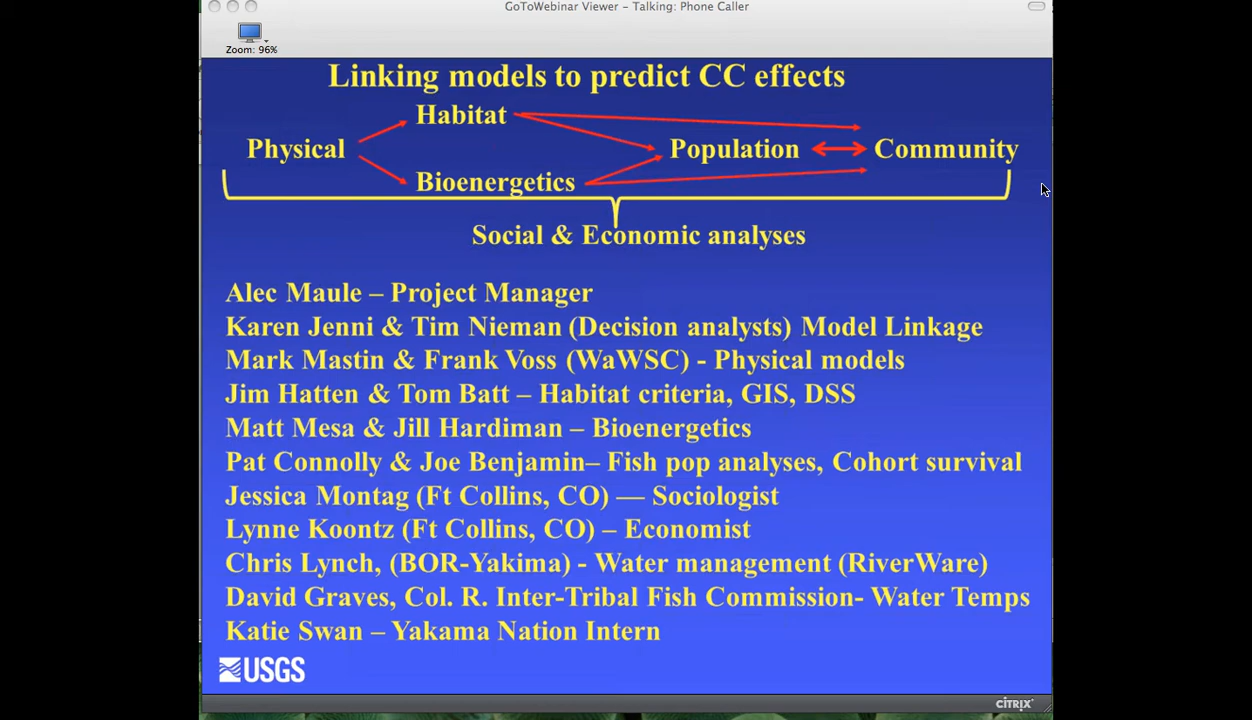 GoToWebinar Viewer – Talking: Phone Caller
Zoom: 96%
Linking models to predict CC effects
Habitat
Physical
Population
Community
Bioenergetics
Social & Economic analyses
Alec Maule – Project Manager
Karen Jenni & Tim Nieman (Decision analysts) Model Linkage
Mark Mastin & Frank Voss (WaWSC) - Physical models
Jim Hatten & Tom Batt – Habitat criteria, GIS, DSS
Matt Mesa & Jill Hardiman – Bioenergetics
Pat Connolly & Joe Benjamin– Fish pop analyses, Cohort survival
Jessica Montag (Ft Collins, CO) — Sociologist
Lynne Koontz (Ft Collins, CO) – Economist
Chris Lynch, (BOR-Yakima) - Water management (RiverWare)
David Graves, Col. R. Inter-Tribal Fish Commission- Water Temps
Katie Swan – Yakama Nation Intern
USGS
CITRIX